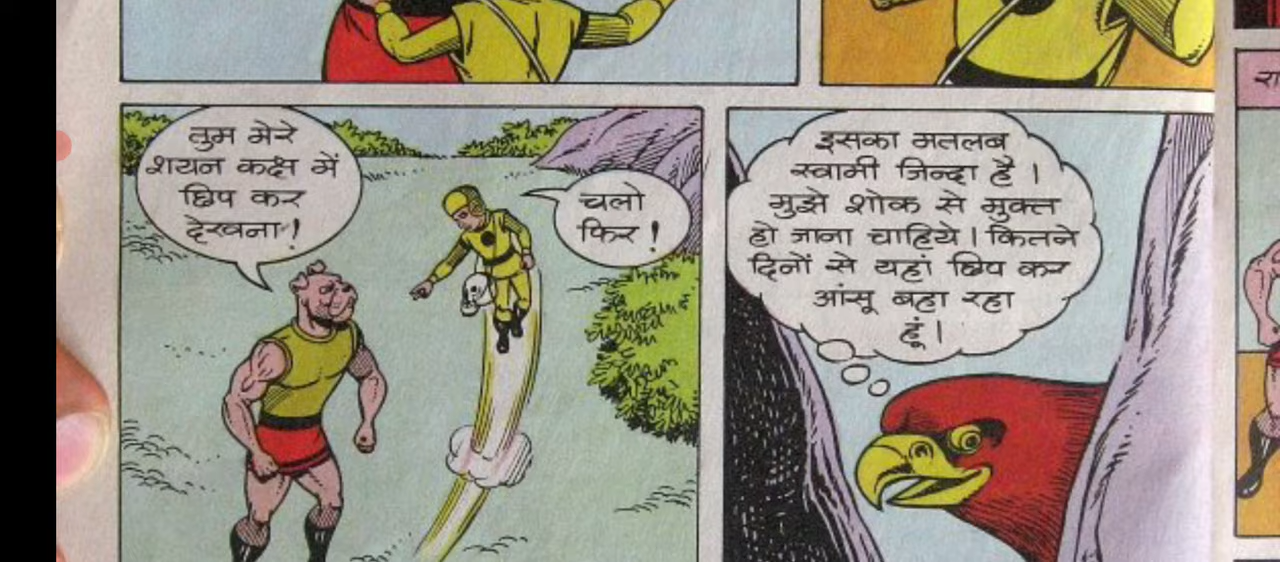 तुम मेरे
शयन कक्ष में
छिप कर
देखना !
चलो
फिर !
इसका मतलब
स्वामी जिन्दा है ।
मुझे शोक से मुक्त
हो जाना चाहिये । कितने
दिनों से यहां छिप कर
आंसू बहा रहा
हूं ।
रा